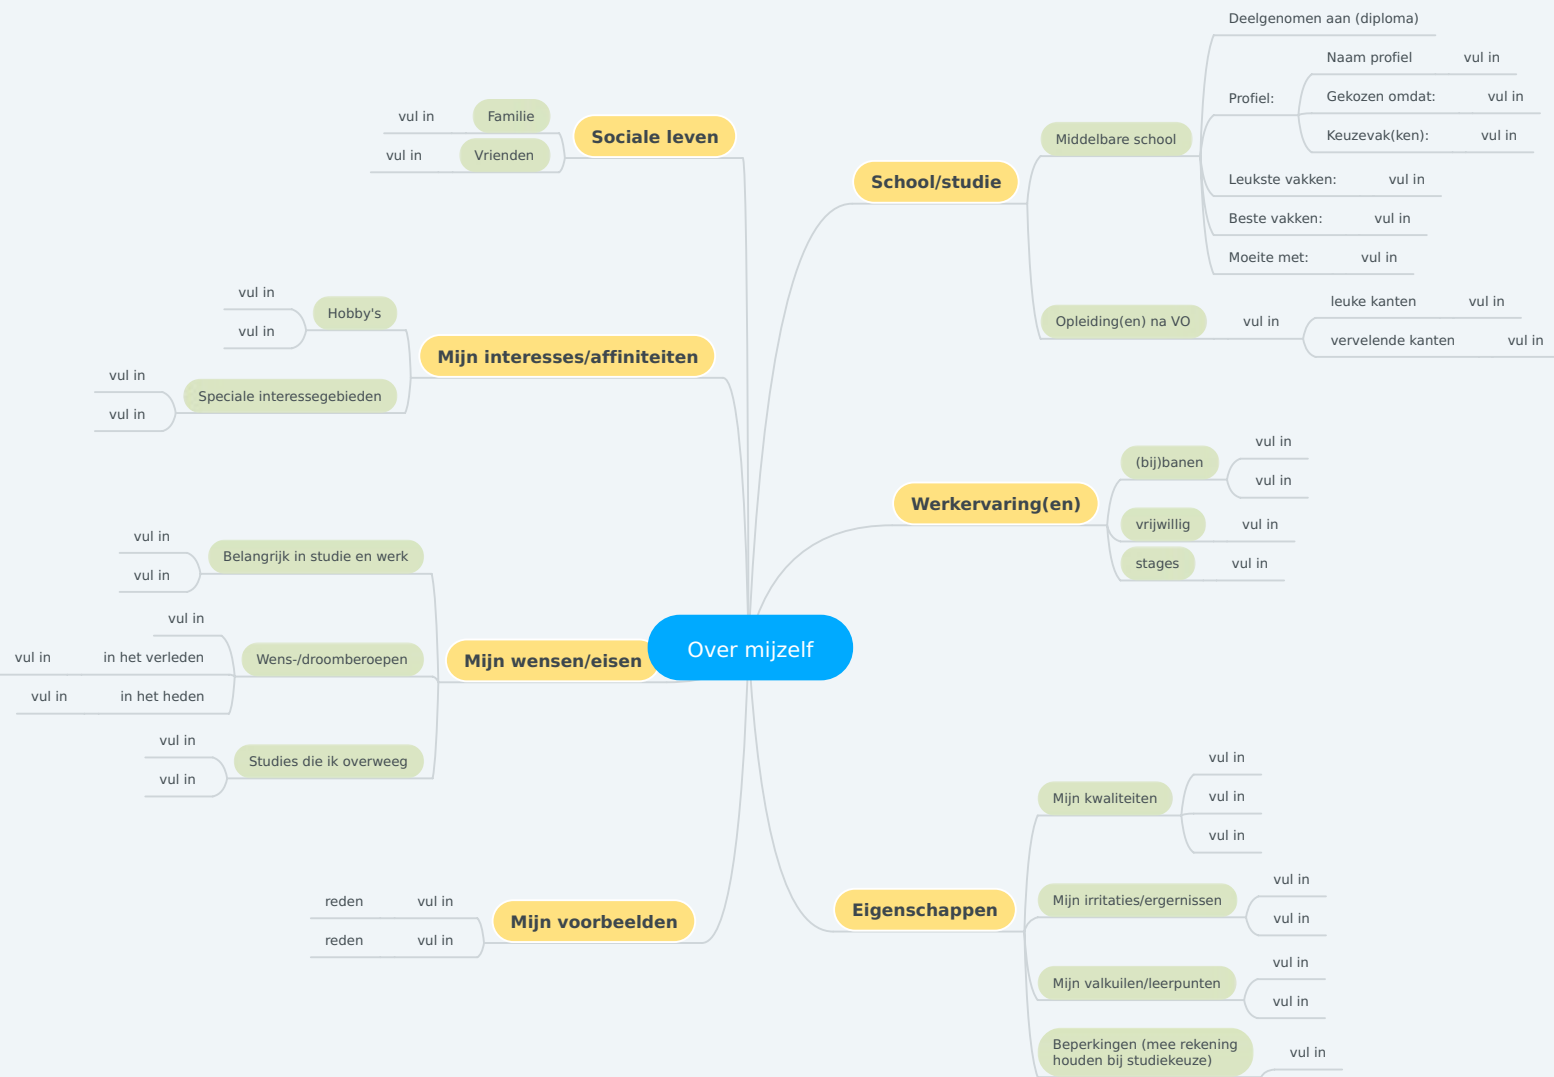 Over mijzelf
Sociale leven
Familie
vul in
Vrienden
vul in
Mijn interesses/affiniteiten
Hobby's
vul in
vul in
Speciale interessegebieden
vul in
vul in
Mijn wensen/eisen
Belangrijk in studie en werk
vul in
vul in
Wens-/droomberoepen
vul in
in het verleden
vul in
in het heden
vul in
Studies die ik overweeg
vul in
vul in
Mijn voorbeelden
vul in
reden
vul in
reden
School/studie
Middelbare school
Deelgenomen aan (diploma)
Profiel:
Naam profiel
vul in
Gekozen omdat:
vul in
Keuzevak(ken):
vul in
Leukste vakken:
vul in
Beste vakken:
vul in
Moeite met:
vul in
Opleiding(en) na VO
vul in
leuke kanten
vul in
vervelende kanten
vul in
Werkervaring(en)
(bij)banen
vul in
vul in
vrijwillig
vul in
stages
vul in
Eigenschappen
Mijn kwaliteiten
vul in
vul in
vul in
Mijn irritaties/ergernissen
vul in
vul in
Mijn valkuilen/leerpunten
vul in
vul in
Beperkingen (mee rekening
houden bij studiekeuze)
vul in